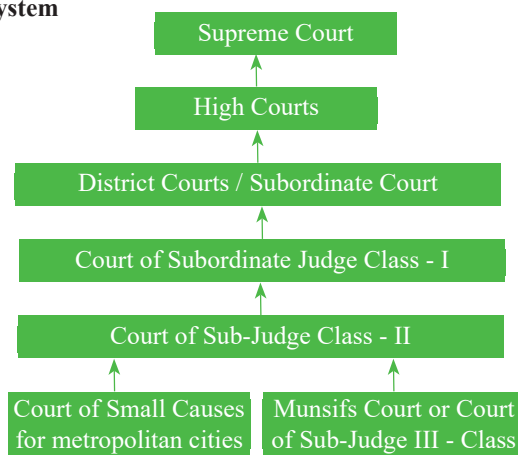 ystem
Supreme Court
High Courts
District Courts / Subordinate Court
Court of Subordinate Judge Class - I
Court of Sub-Judge Class - II
Court of Small Causes
for metropolitan cities
Munsifs Court or Court
of Sub-Judge III - Class